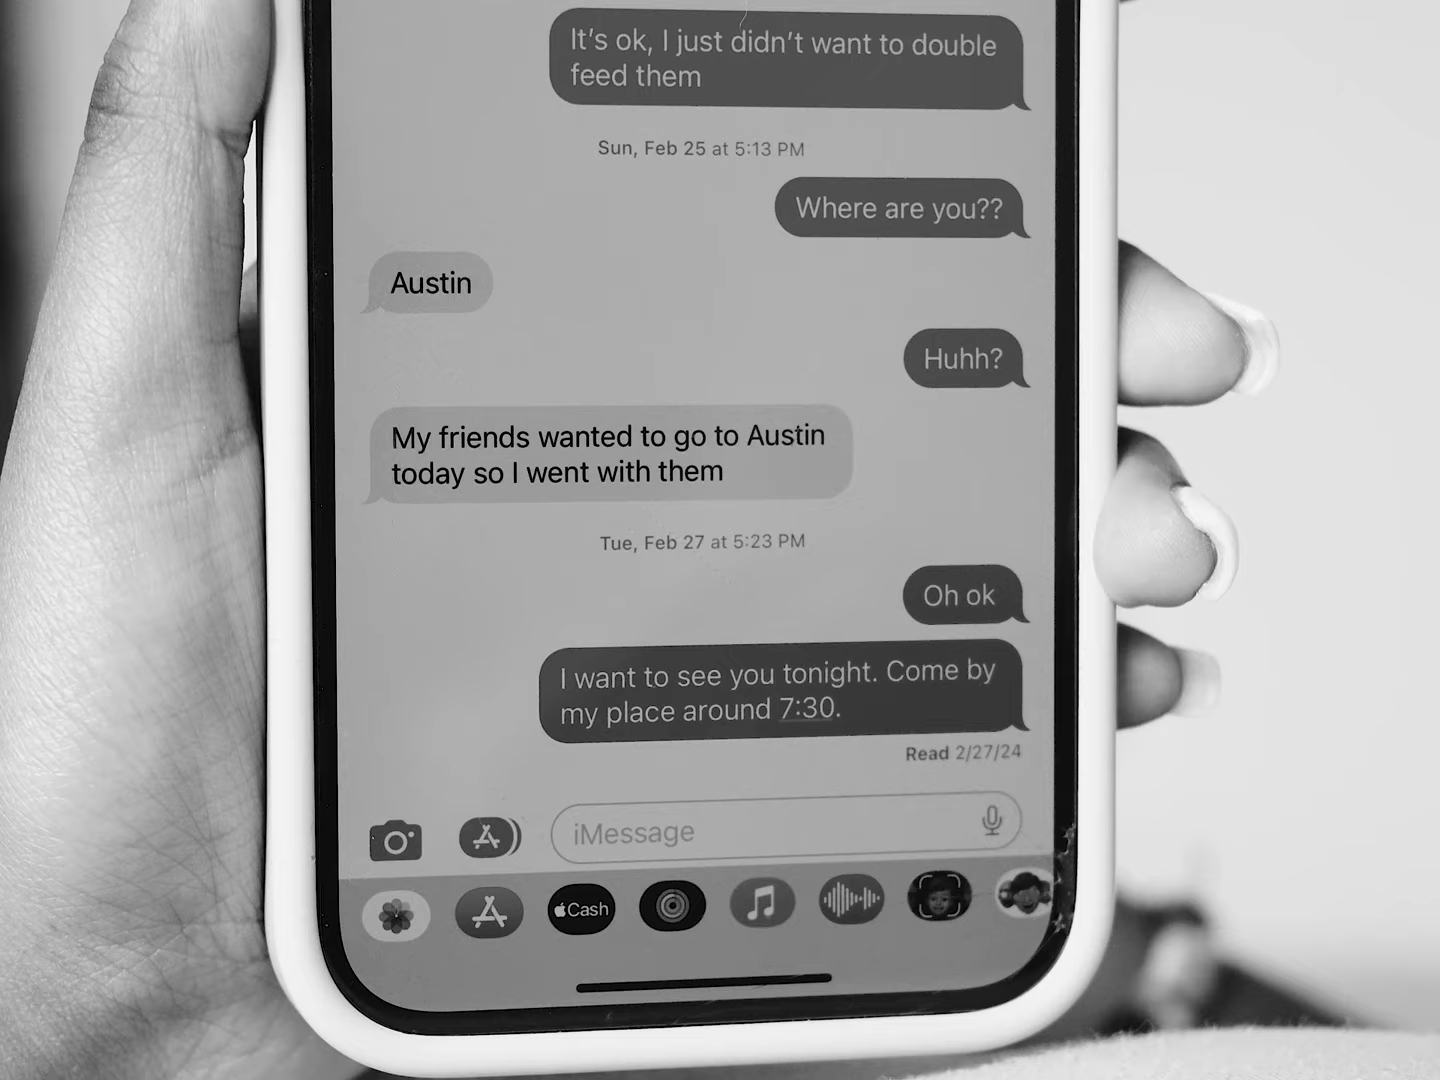 It's ok, I just didn't want to double
feed them
Sun, Feb 25 at 5:13 PM
Where are you??
Austin
Huhh?
My friends wanted to go to Austin
today so I went with them
Tue, Feb 27 at 5:23 PM
Oh ok
I want to see you tonight. Come by
my place around 7:30.
Read 2/27/24
iMessage
Cash